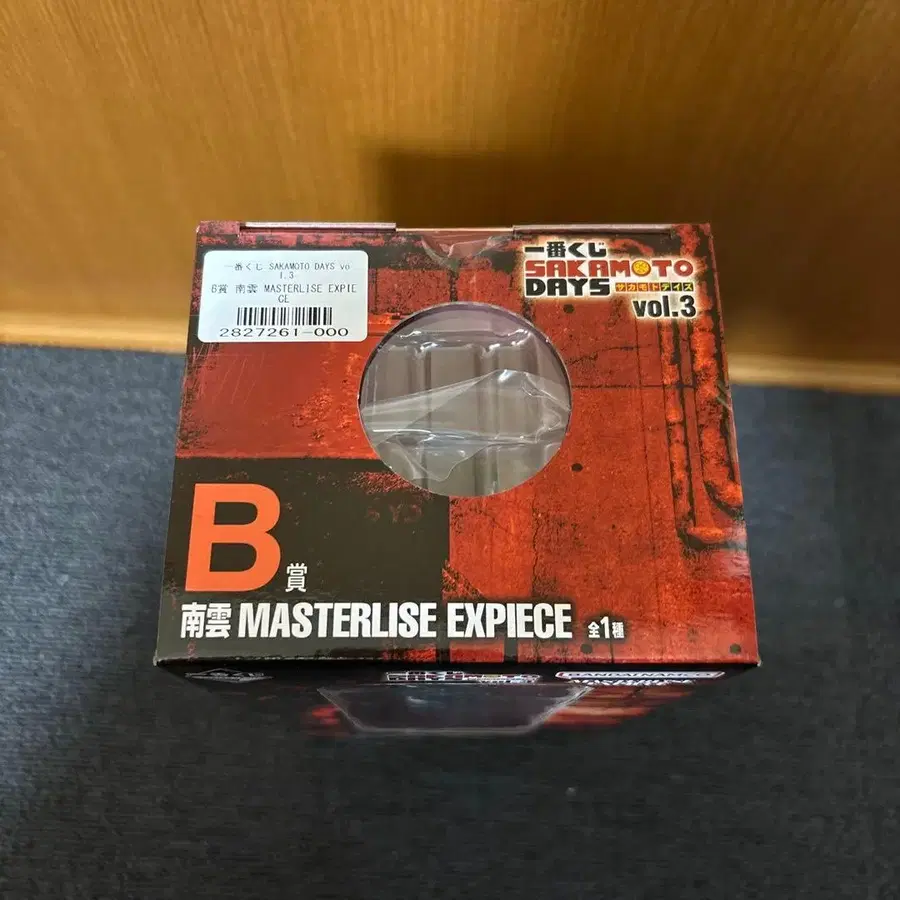 一番くじ SAKAMOTO DAYS vo
l.3
B賞 南雲 MASTERLISE EXPIE
CE
2827261-000
一番くじ
SAKAMOTO
DAYS サカモトデイズ
vol.3
B賞
南雲 MASTERLISE EXPIECE 全1種